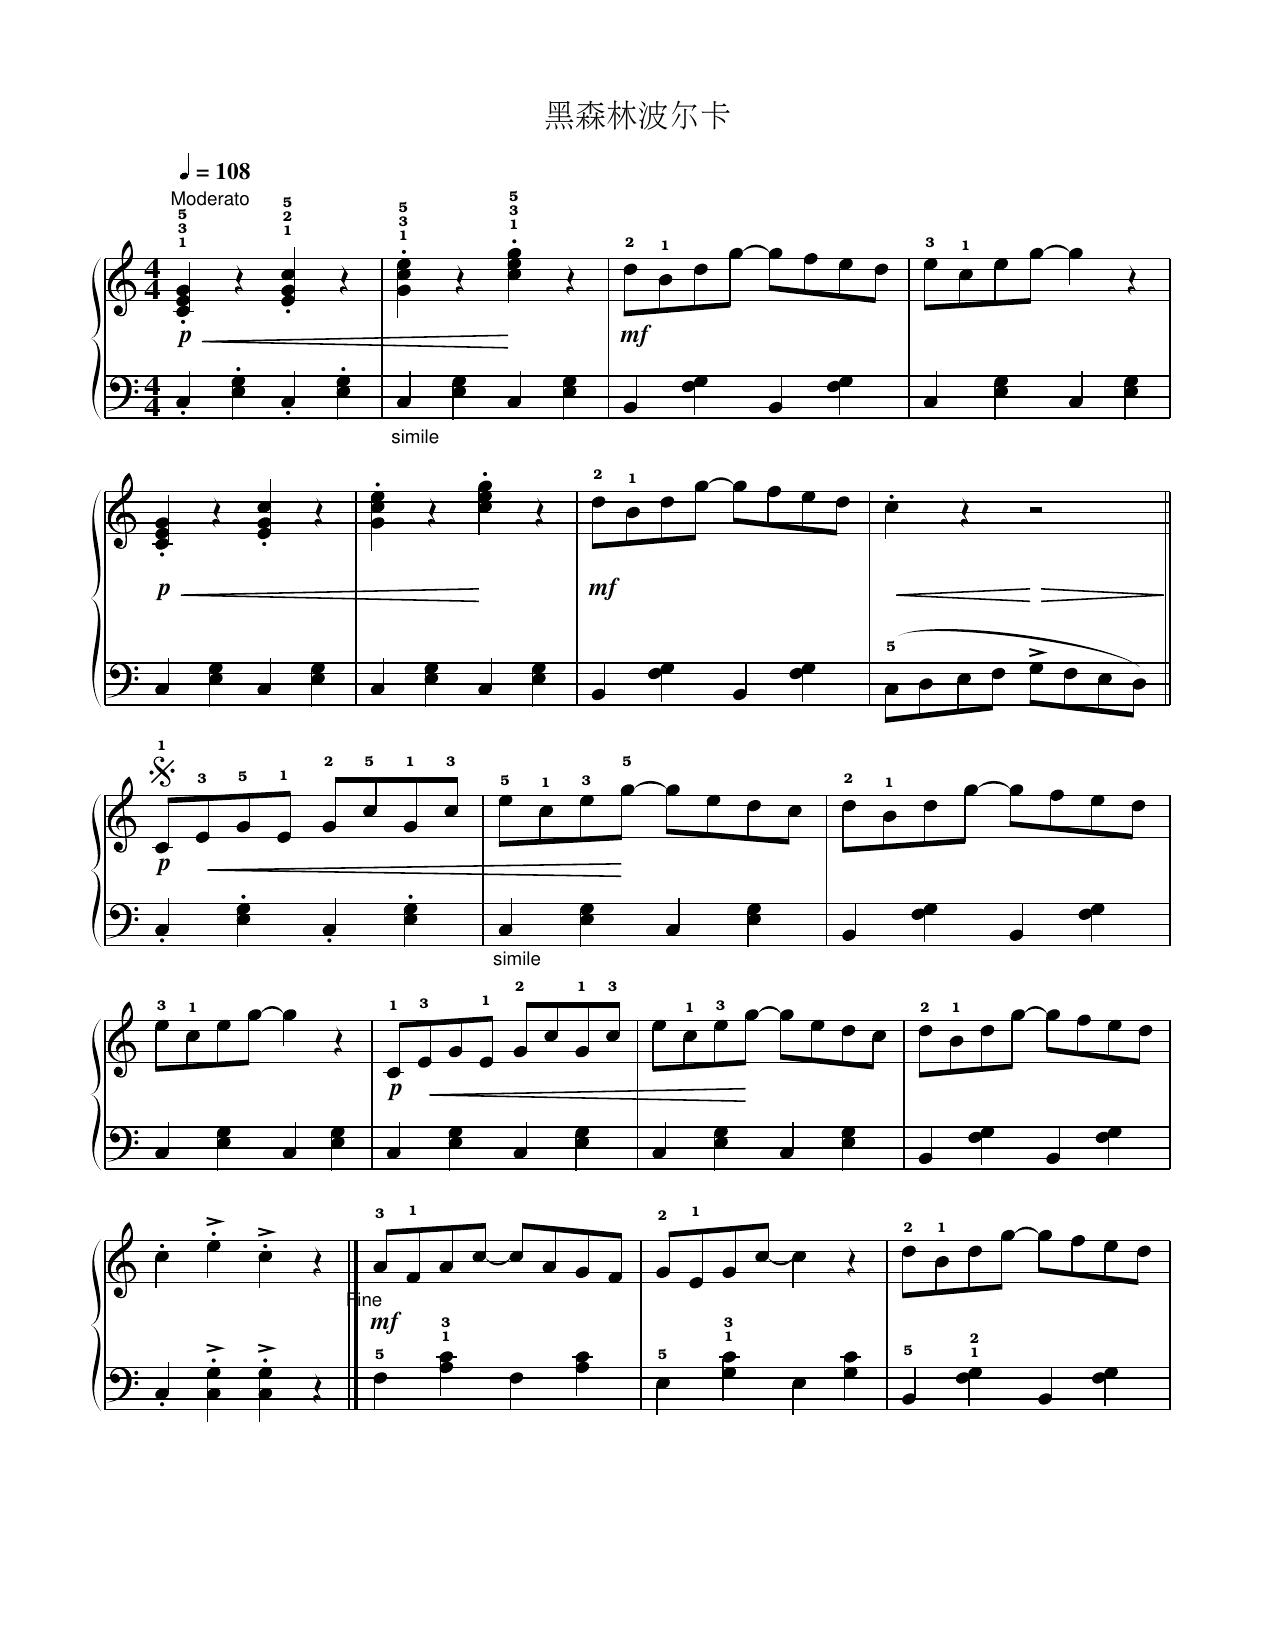 黑森林波尔卡
♩ = 108
Moderato
5 5 5 5
3 2 3 3
1 1 1 1 2 1 3 1
4 4
p mf
4 4
simile
2 1
p mf
5
1
3 5 1 2 5 1 3 5 1 3 5 2 1
p
simile
3 1 1 3 1 2 1 3 1 3 2 1
p
3 1 2 1 2 1
Fine
mf
5 3 1 5 3 1 5 2 1